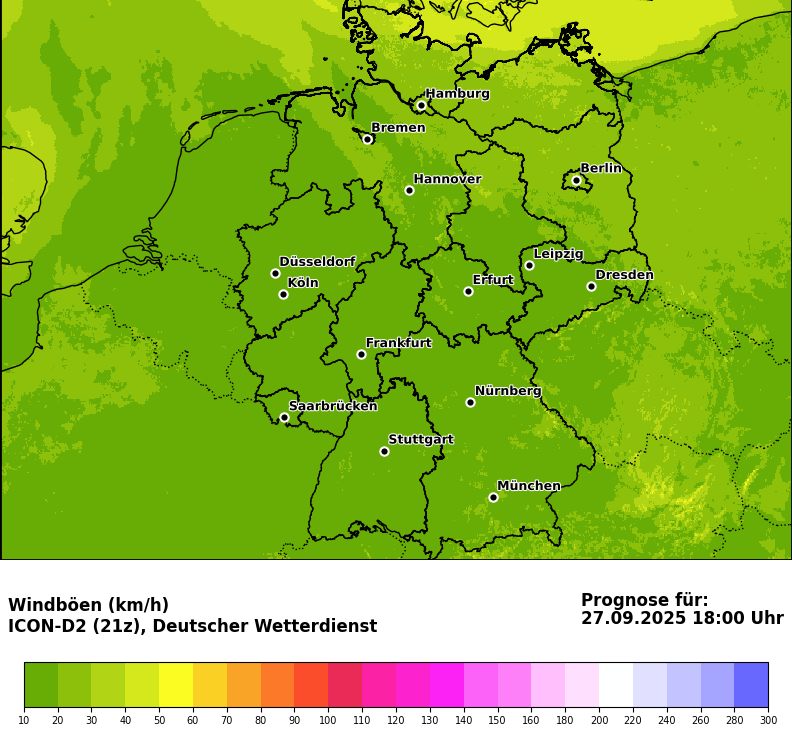 Hamburg
Bremen
Berlin
Hannover
Leipzig
Düsseldorf
Dresden
Köln
Erfurt
Frankfurt
Nürnberg
Saarbrücken
Stuttgart
München
Windböen (km/h)
ICON-D2 (21z), Deutscher Wetterdienst
Prognose für:
27.09.2025 18:00 Uhr
10 20 30 40 50 60 70 80 90 100 110 120 130 140 150 160 180 200 220 240 260 280 300